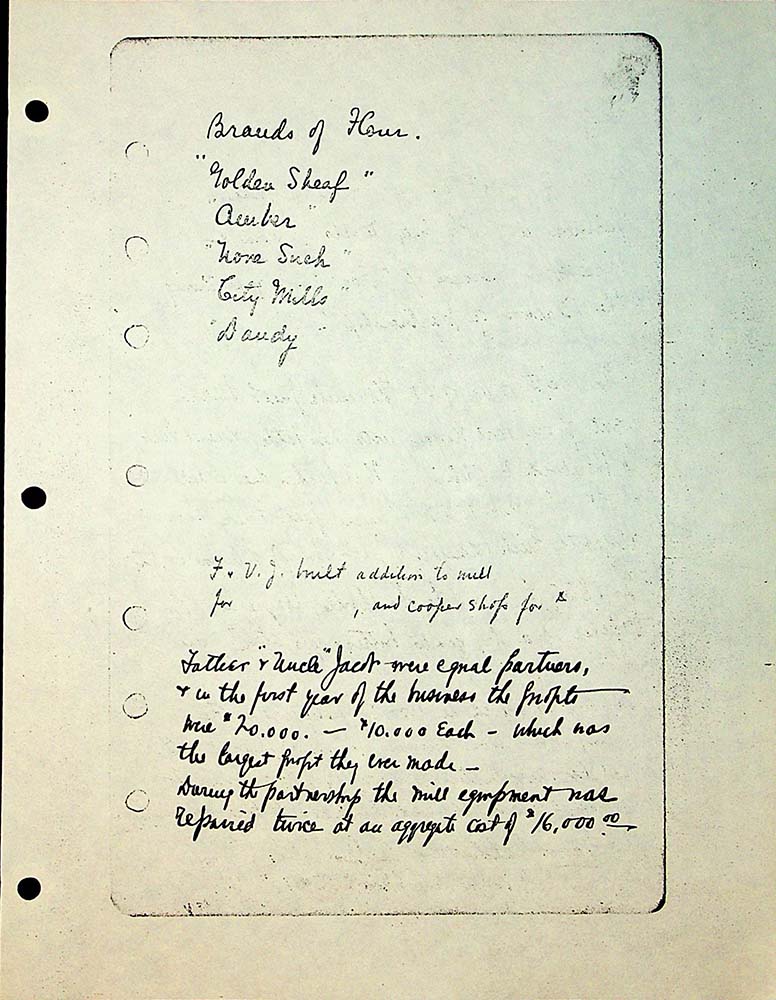 Brands of Flour.
"Golden Sheaf"
"Amber"
"None Such"
"City Mills"
"Dandy"
F & U. J. built addition to mill
for , and cooper shops for $
Father & "Uncle" Jacob were equal partners,
& in the first year of the business the profits
were $20.000. — $10.000 Each - which was
the largest profit they ever made —
During the partnership the mill equipment was
repaired twice at an aggregate cost of $16,000.00